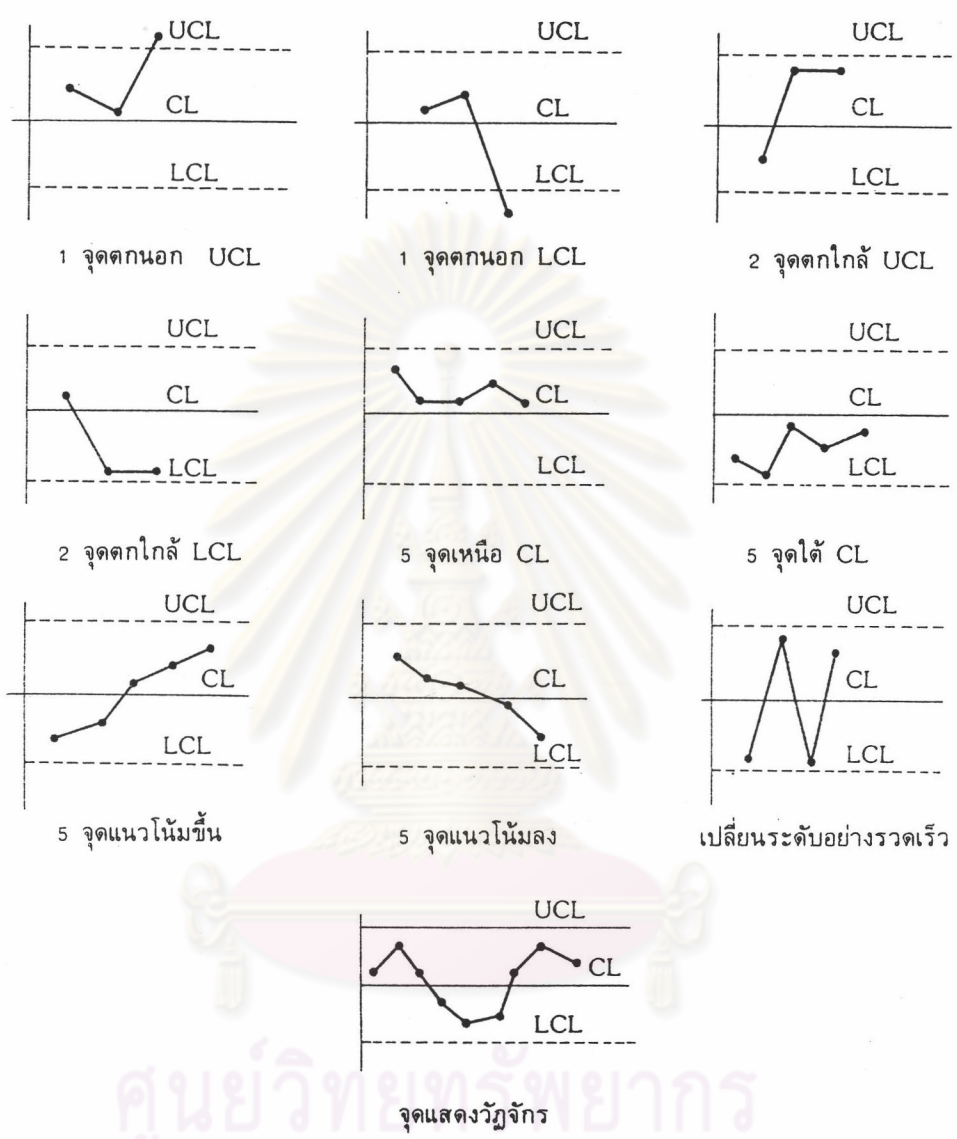 UCL UCL UCL
CL CL CL
LCL LCL LCL
1 จุดตกนอก UCL
1 จุดตกนอก LCL
2 จุดตกใกล้ UCL
UCL UCL UCL
CL CL CL
LCL LCL LCL
2 จุดตกใกล้ LCL
5 จุดเหนือ CL
5 จุดใต้ CL
UCL UCL UCL
CL CL CL
LCL LCL LCL
5 จุดแนวโน้มขึ้น
5 จุดแนวโน้มลง
เปลี่ยนระดับอย่างรวดเร็ว
UCL
CL
LCL
จุดแสดงวัฏจักร
ศูนย์วิทยทรัพยากร